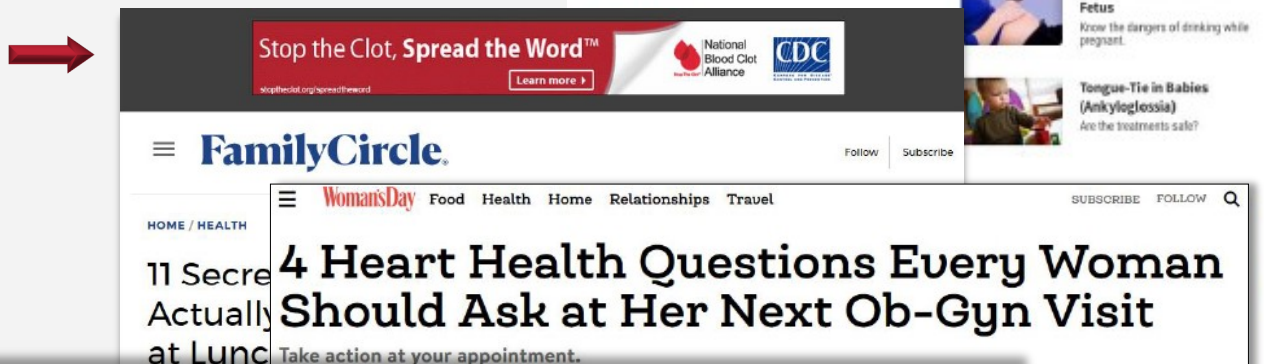 Fetus
Know the dangers of drinking while
pregnant.
Stop the Clot, Spread the Word™
Learn more
stoptheclot.org/spreadtheword
National
Blood Clot
Alliance
CDC
Tongue-Tie in Babies
(Ankyloglossia)
Are the treatments safe?
FamilyCircle.
Follow
Subscribe
WomansDay Food Health Home Relationships Travel
SUBSCRIBE FOLLOW
HOME / HEALTH
4 Heart Health Questions Every Woman
Should Ask at Her Next Ob-Gyn Visit
Take action at your appointment.
11 Secre
Actually
at Lunc